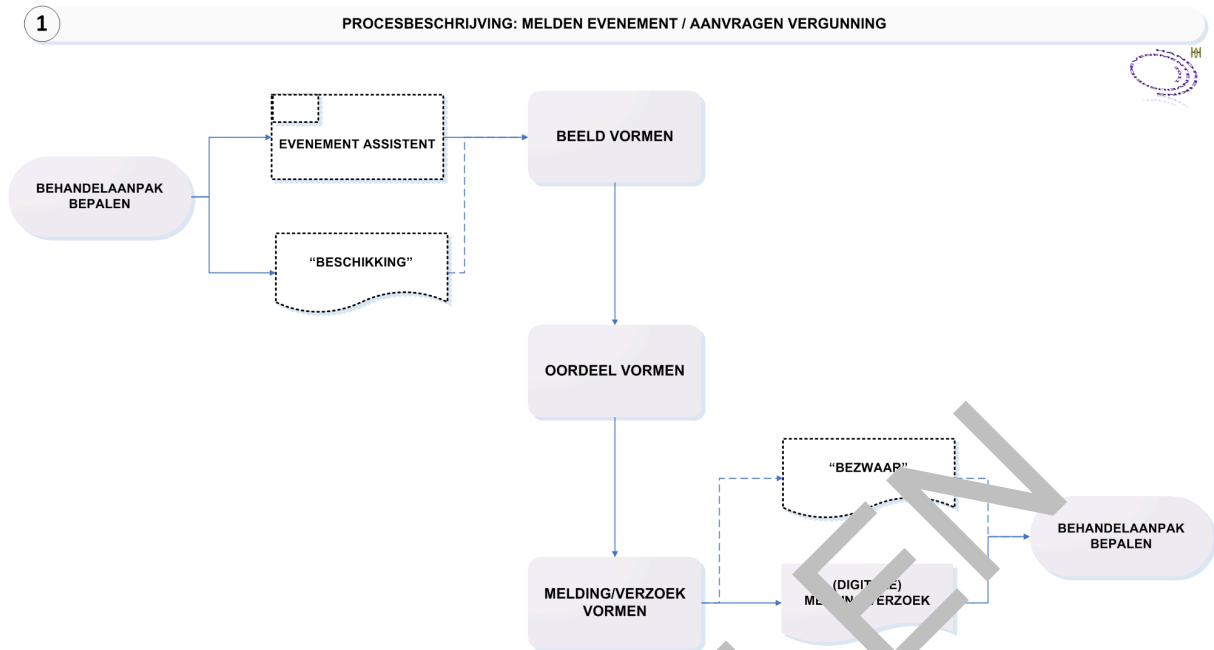 1
PROCESBESCHRIJVING: MELDEN EVENEMENT / AANVRAGEN VERGUNNING
EVENEMENT ASSISTENT
BEELD VORMEN
BEHANDELAANPAK
BEPALEN
“BESCHIKKING”
OORDEEL VORMEN
“BEZWAAR”
BEHANDELAANPAK
BEPALEN
MELDING/VERZOEK
VORMEN